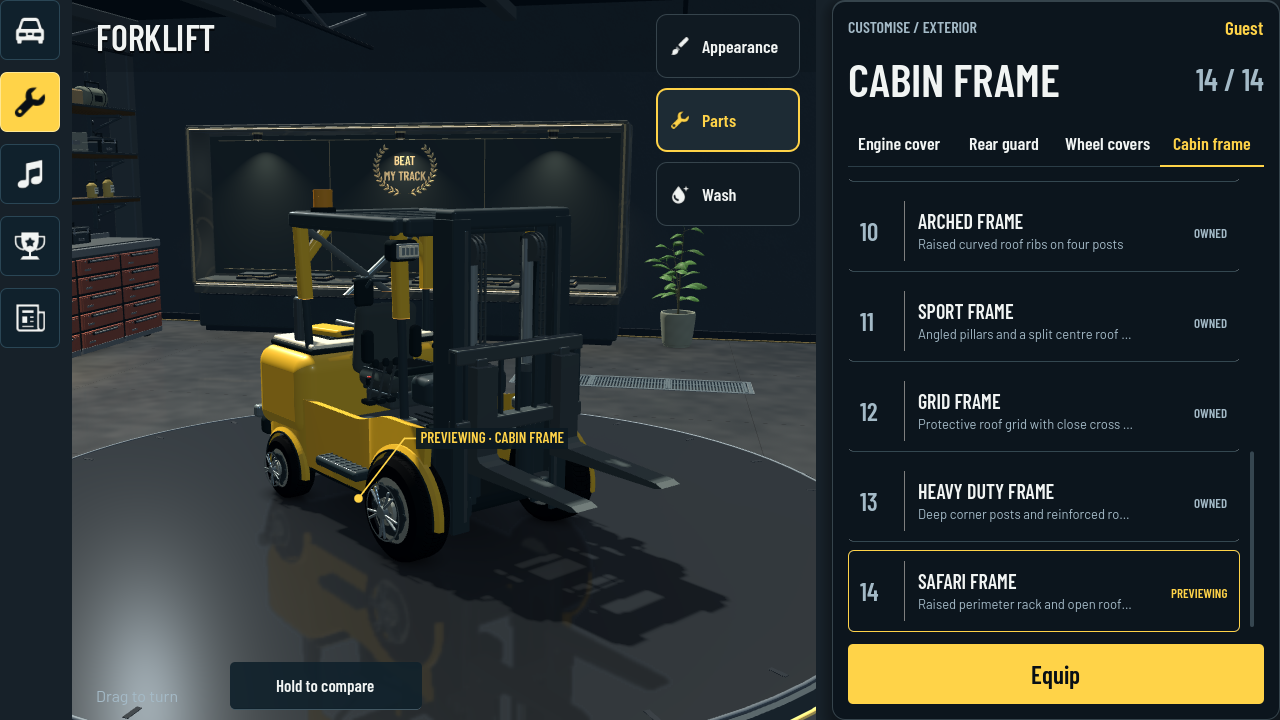 FORKLIFT
BEAT
MY TRACK
PREVIEWING · CABIN FRAME
Drag to turn
Hold to compare
Appearance
Parts
Wash
CUSTOMISE / EXTERIOR
Guest
CABIN FRAME
14 / 14
Engine cover
Rear guard
Wheel covers
Cabin frame
10
ARCHED FRAME
Raised curved roof ribs on four posts
OWNED
11
SPORT FRAME
Angled pillars and a split centre roof ...
OWNED
12
GRID FRAME
Protective roof grid with close cross ...
OWNED
13
HEAVY DUTY FRAME
Deep corner posts and reinforced ro...
OWNED
14
SAFARI FRAME
Raised perimeter rack and open roof...
PREVIEWING
Equip